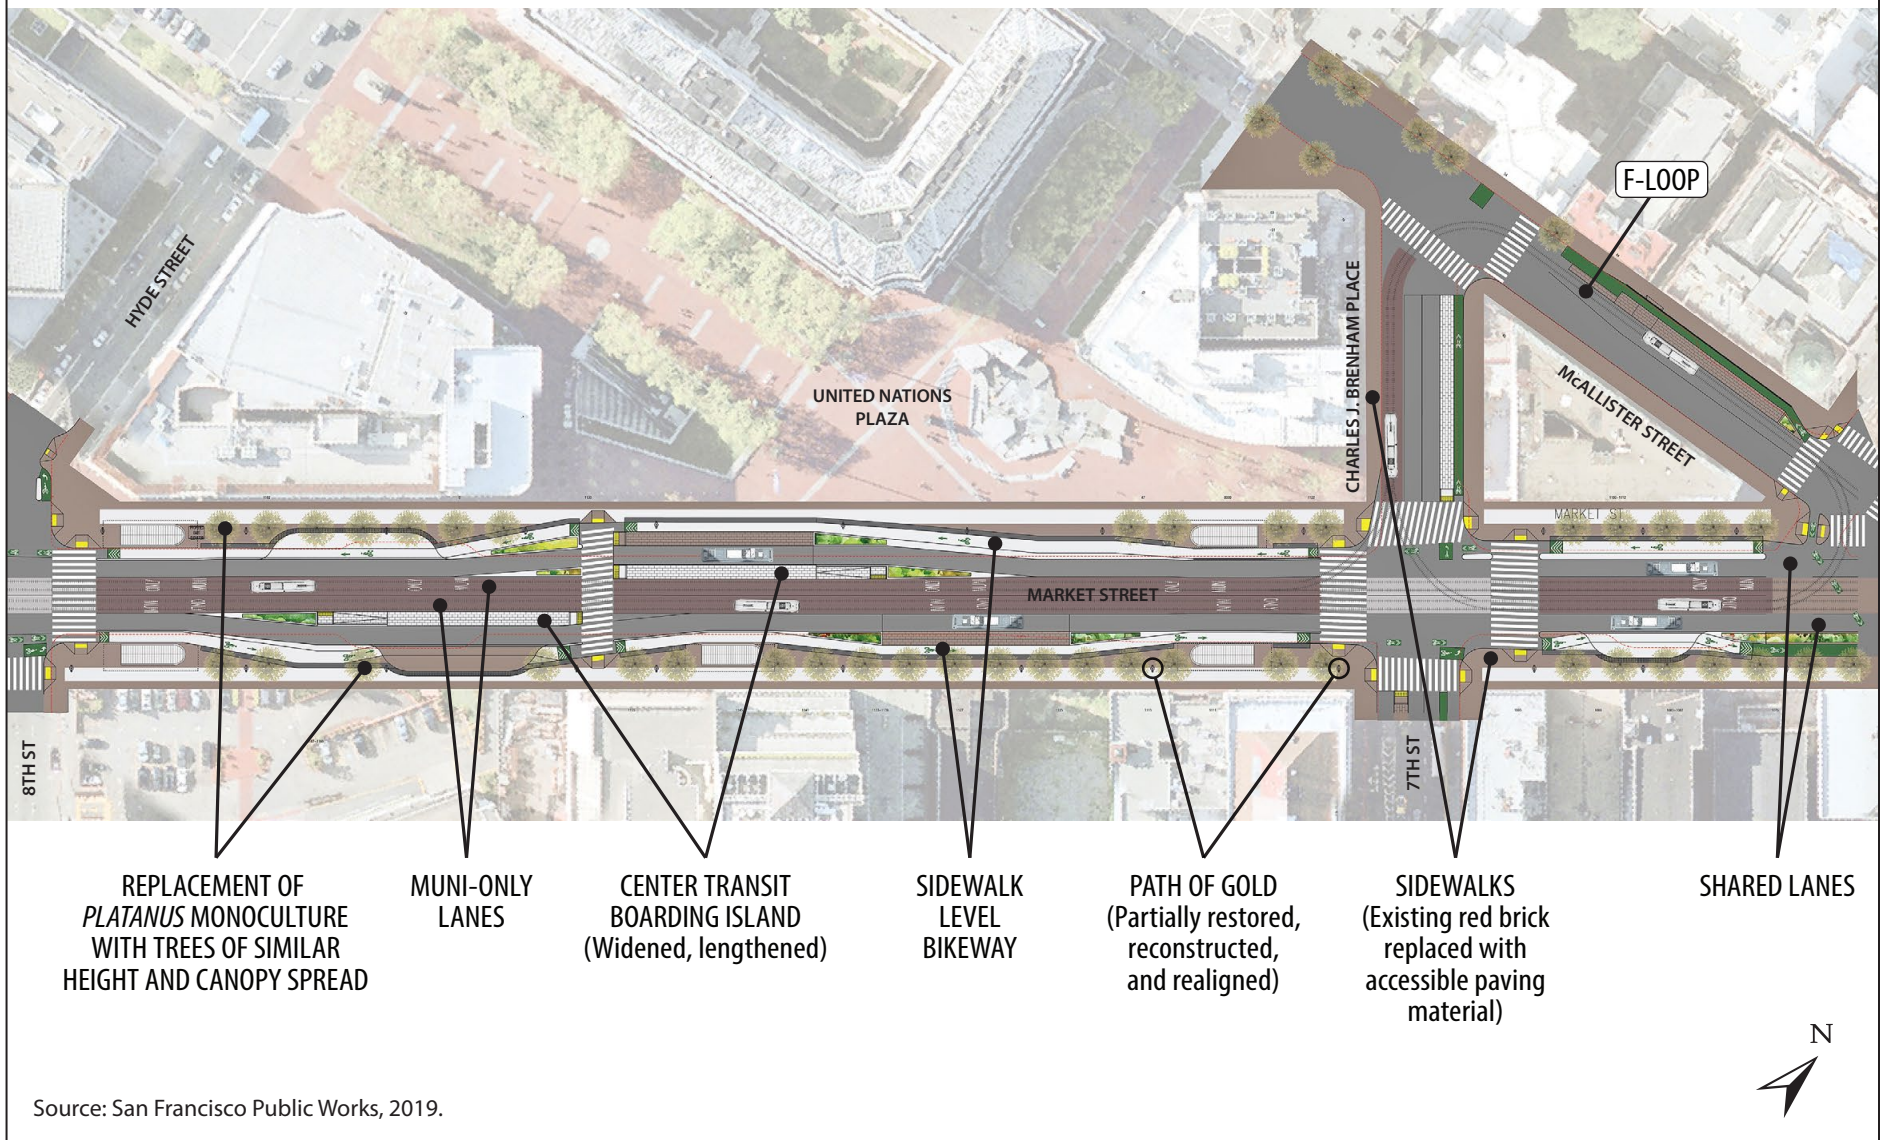 F-LOOP
HYDE STREET
CHARLES J. BRENHAM PLACE
McALLISTER STREET
UNITED NATIONS
PLAZA
MARKET ST
MARKET STREET
8TH ST
7TH ST
REPLACEMENT OF
PLATANUS MONOCULTURE
WITH TREES OF SIMILAR
HEIGHT AND CANOPY SPREAD
MUNI-ONLY
LANES
CENTER TRANSIT
BOARDING ISLAND
(Widened, lengthened)
SIDEWALK
LEVEL
BIKEWAY
PATH OF GOLD
(Partially restored,
reconstructed,
and realigned)
SIDEWALKS
(Existing red brick
replaced with
accessible paving
material)
SHARED LANES
N
Source: San Francisco Public Works, 2019.